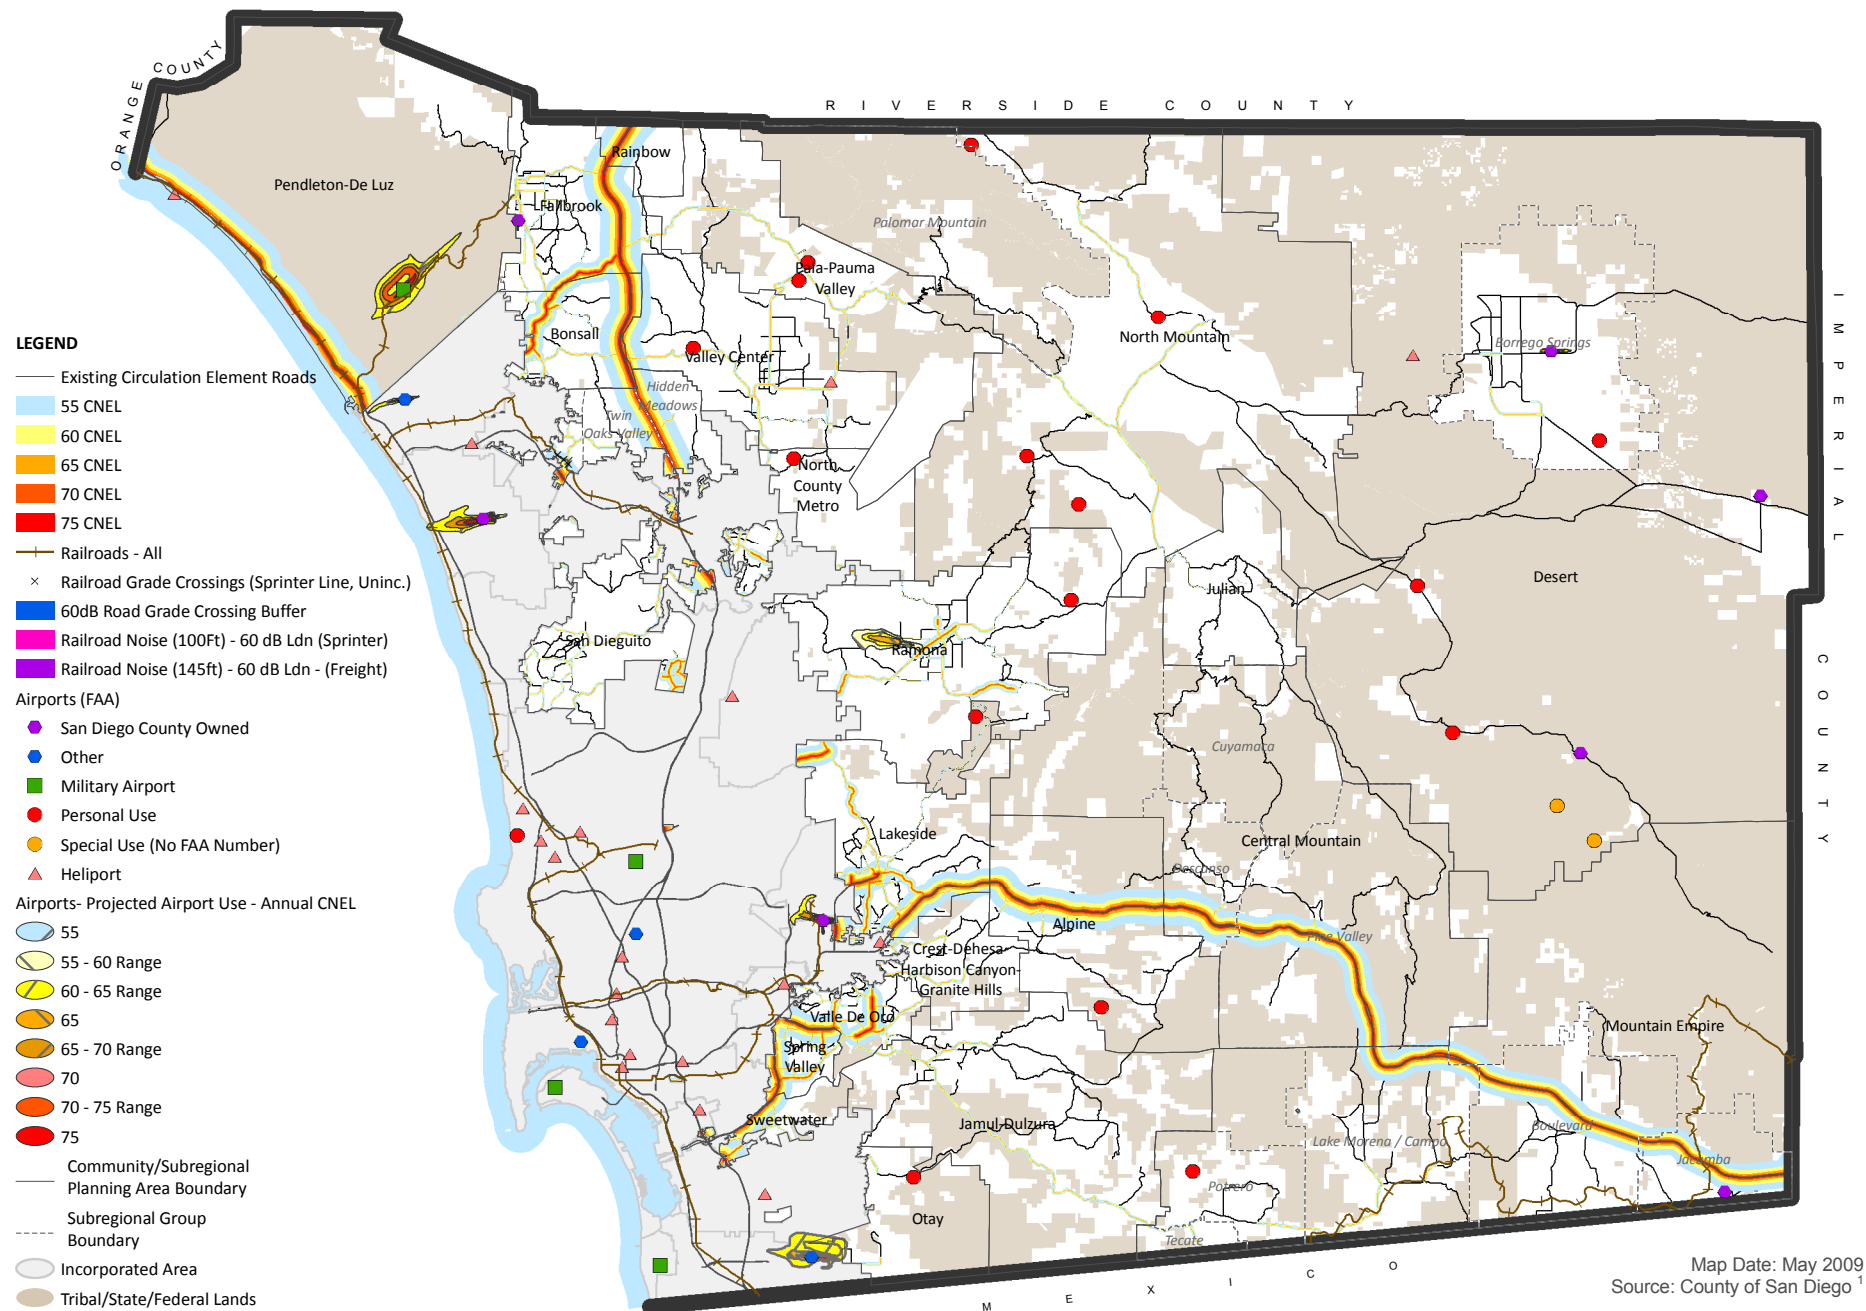 ORANGE COUNTY
RIVERSIDE COUNTY
IMPERIAL
COUNTY
MEXICO
Rainbow
Pendleton-De Luz
Fallbrook
Palomar Mountain
Pala-Pauma
Valley
Bonsall
Valley Center
North Mountain
Borrego Springs
Hidden
Meadows
Twin
Oaks Valley
North
County
Metro
Desert
Julian
San Dieguito
Ramona
Cuyamaca
Lakeside
Central Mountain
Descanso
Alpine
Pine Valley
Crest-Dehesa-
Harbison Canyon-
Granite Hills
Valle De Oro
Mountain Empire
Spring
Valley
Sweetwater
Jamul-Dulzura
Lake Morena / Campo
Boulevard
Jacumba
Potrero
Otay
Tecate
LEGEND
Existing Circulation Element Roads
55 CNEL
60 CNEL
65 CNEL
70 CNEL
75 CNEL
Railroads - All
Railroad Grade Crossings (Sprinter Line, Uninc.)
60dB Road Grade Crossing Buffer
Railroad Noise (100Ft) - 60 dB Ldn (Sprinter)
Railroad Noise (145ft) - 60 dB Ldn - (Freight)
Airports (FAA)
San Diego County Owned
Other
Military Airport
Personal Use
Special Use (No FAA Number)
Heliport
Airports- Projected Airport Use - Annual CNEL
55
55 - 60 Range
60 - 65 Range
65
65 - 70 Range
70
70 - 75 Range
75
Community/Subregional
Planning Area Boundary
Subregional Group
Boundary
Incorporated Area
Tribal/State/Federal Lands
Map Date: May 2009
Source: County of San Diego 1